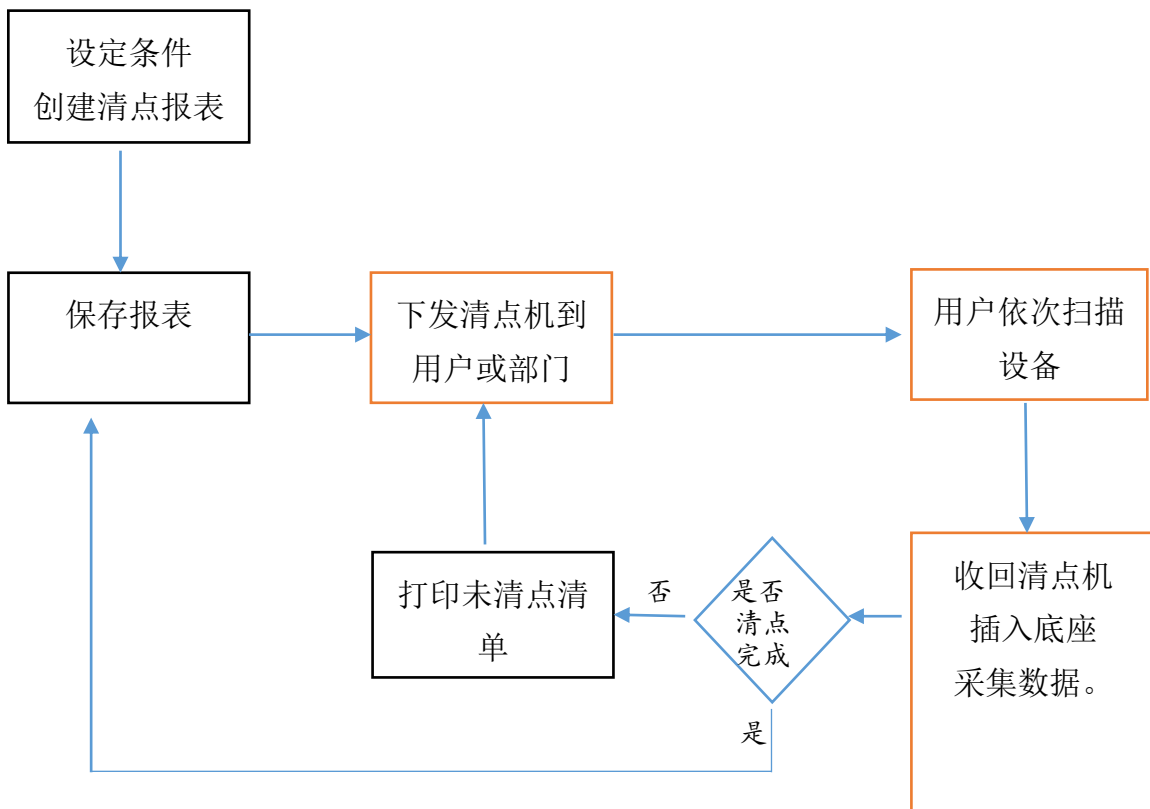 设定条件
创建清点报表
保存报表
下发清点机到
用户或部门
用户依次扫描
设备
打印未清点清
单
否
是否
清点
完成
收回清点机
插入底座
采集数据。
是